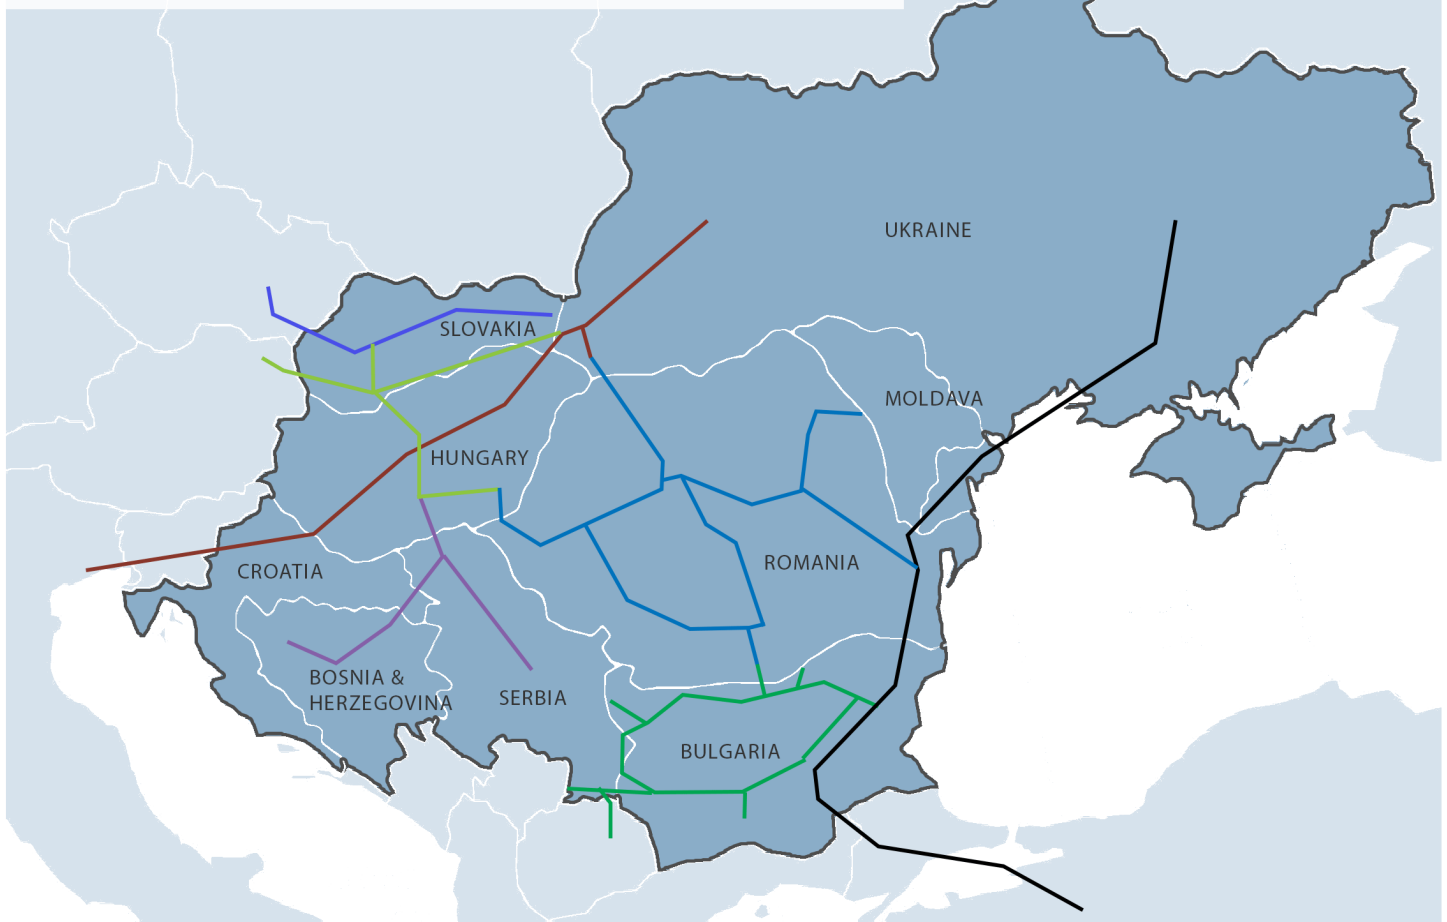 UKRAINE
SLOVAKIA
MOLDAVA
HUNGARY
ROMANIA
CROATIA
BOSNIA &
HERZEGOVINA
SERBIA
BULGARIA